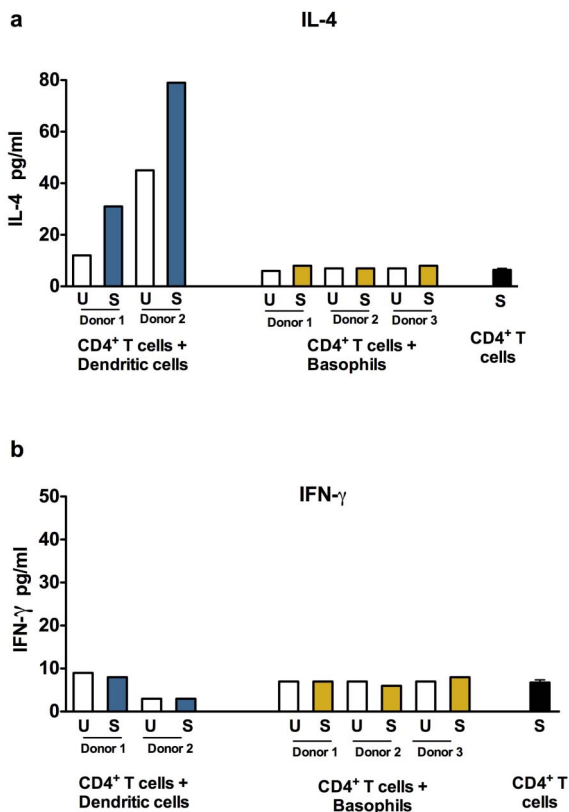 a
IL-4
80
60
40
20
0
IL-4 pg/ml
U S U S U S U S U S S
Donor 1 Donor 2 Donor 1 Donor 2 Donor 3
CD4⁺ T cells +
Dendritic cells
CD4⁺ T cells +
Basophils
CD4⁺ T
cells
b
IFN-γ
50
40
30
20
10
0
IFN-γ pg/ml
U S U S U S U S U S S
Donor 1 Donor 2 Donor 1 Donor 2 Donor 3
CD4⁺ T cells +
Dendritic cells
CD4⁺ T cells +
Basophils
CD4⁺ T
cells